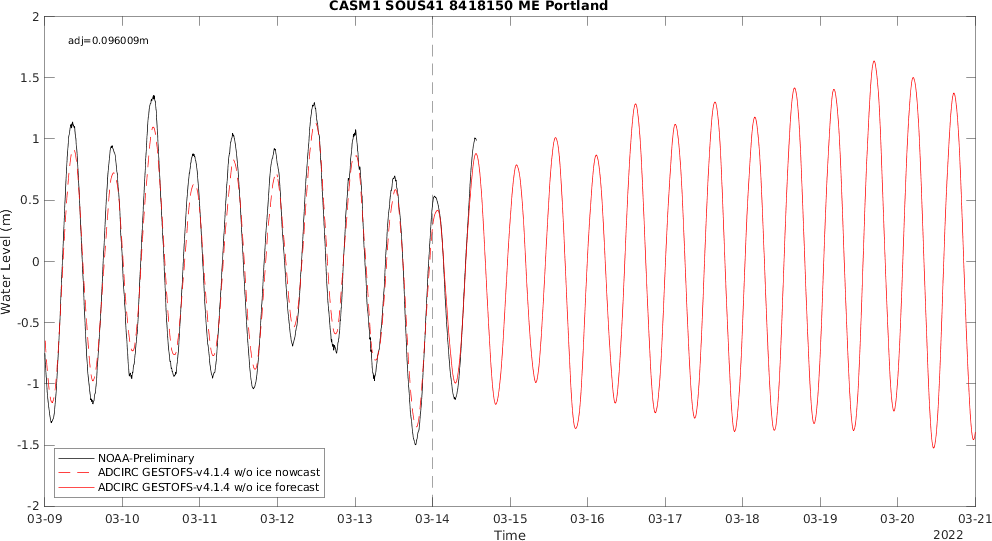 CASM1 SOUS41 8418150 ME Portland
adj=0.096009m
2
1.5
1
0.5
0
-0.5
-1
-1.5
-2
Water Level (m)
NOAA-Preliminary
ADCIRC GESTOFS-v4.1.4 w/o ice nowcast
ADCIRC GESTOFS-v4.1.4 w/o ice forecast
03-09 03-10 03-11 03-12 03-13 03-14 03-15 03-16 03-17 03-18 03-19 03-20 03-21
Time
2022